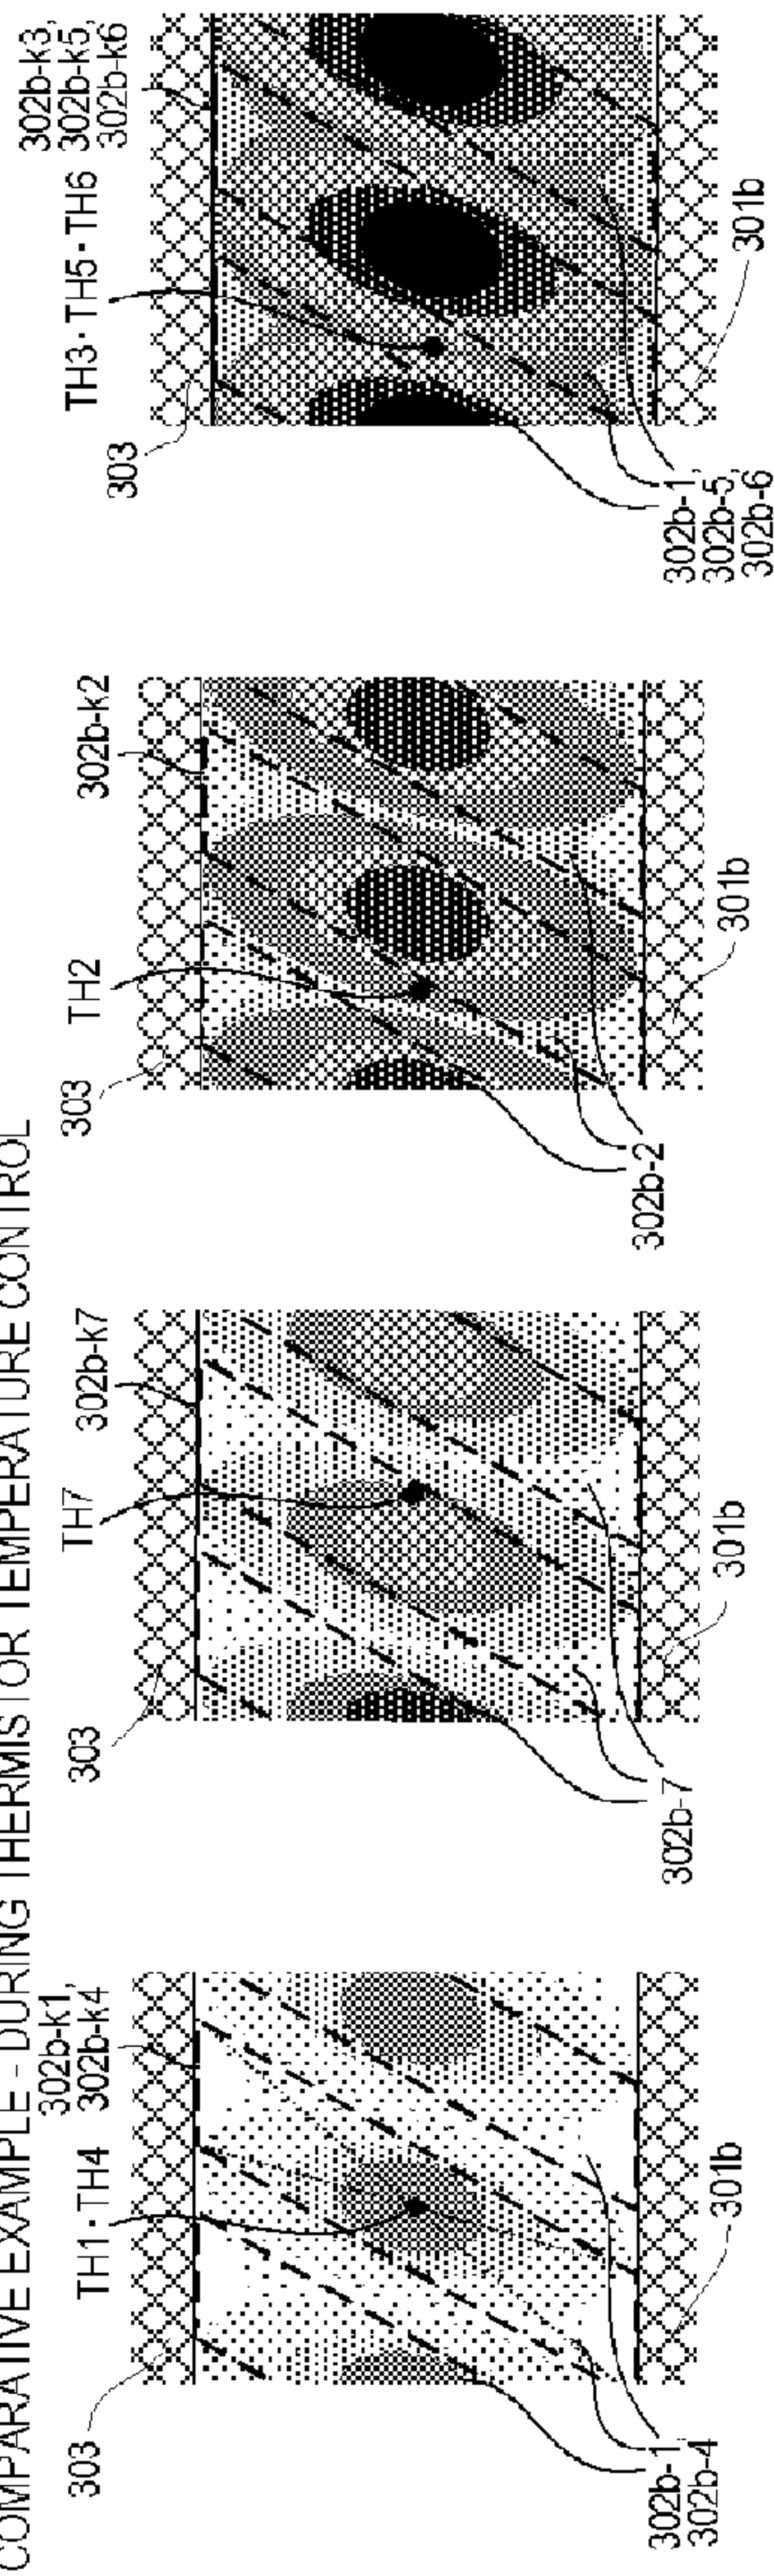 COMPARATIVE EXAMPLE - DURING THERMISTOR TEMPERATURE CONTROL
303
TH1・TH4
302b-k1,
302b-k4
302b-1,
302b-4
301b
303
TH7
302b-k7
302b-7
301b
303
TH2
302b-k2
302b-2
301b
303
TH3・TH5・TH6
302b-k3,
302b-k5,
302b-k6
302b-1,
302b-5,
302b-6
301b